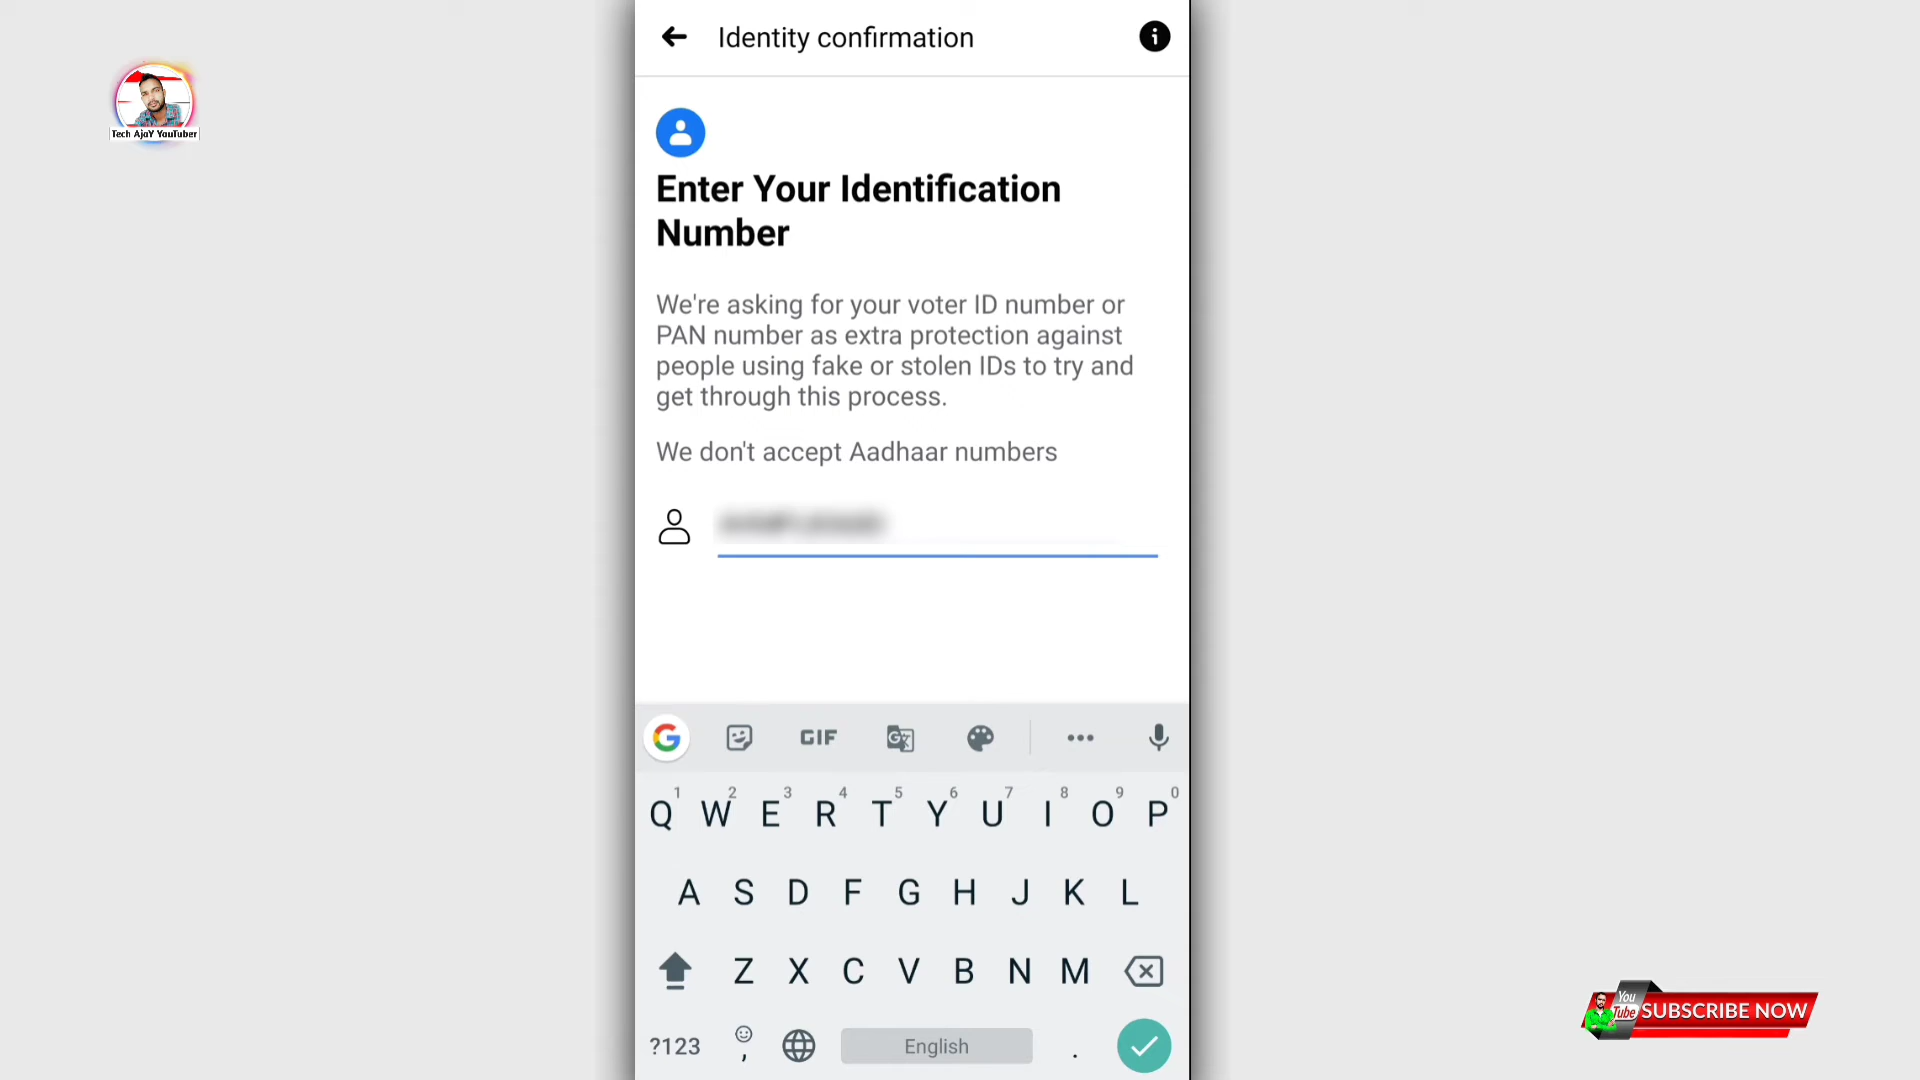 Identity confirmation
Tech AjaY YouTuber
Enter Your Identification
Number
We're asking for your voter ID number or
PAN number as extra protection against
people using fake or stolen IDs to try and
get through this process.
We don't accept Aadhaar numbers
G GIF G
1 2 3 4 5 6 7 8 9 0
Q W E R T Y U I O P
A S D F G H J K L
Z X C V B N M
?123 , English .
You
Tube SUBSCRIBE NOW